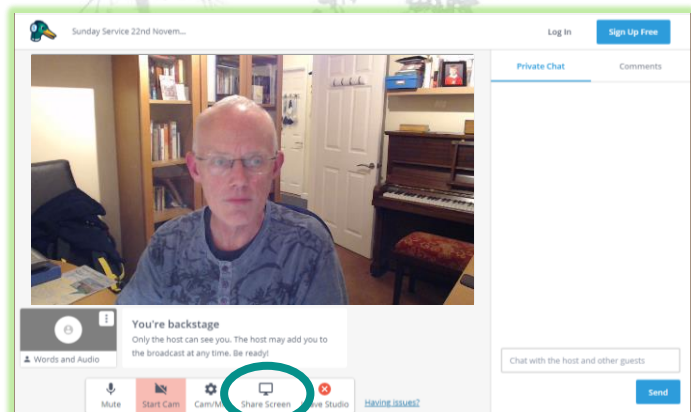 Sunday Service 22nd Novem...
Log In
Sign Up Free
Private Chat
Comments
You're backstage
Only the host can see you. The host may add you to
the broadcast at any time. Be ready!
Words and Audio
Chat with the host and other guests
Send
Mute
Start Cam
Cam/M
Share Screen
ve Studio
Having issues?